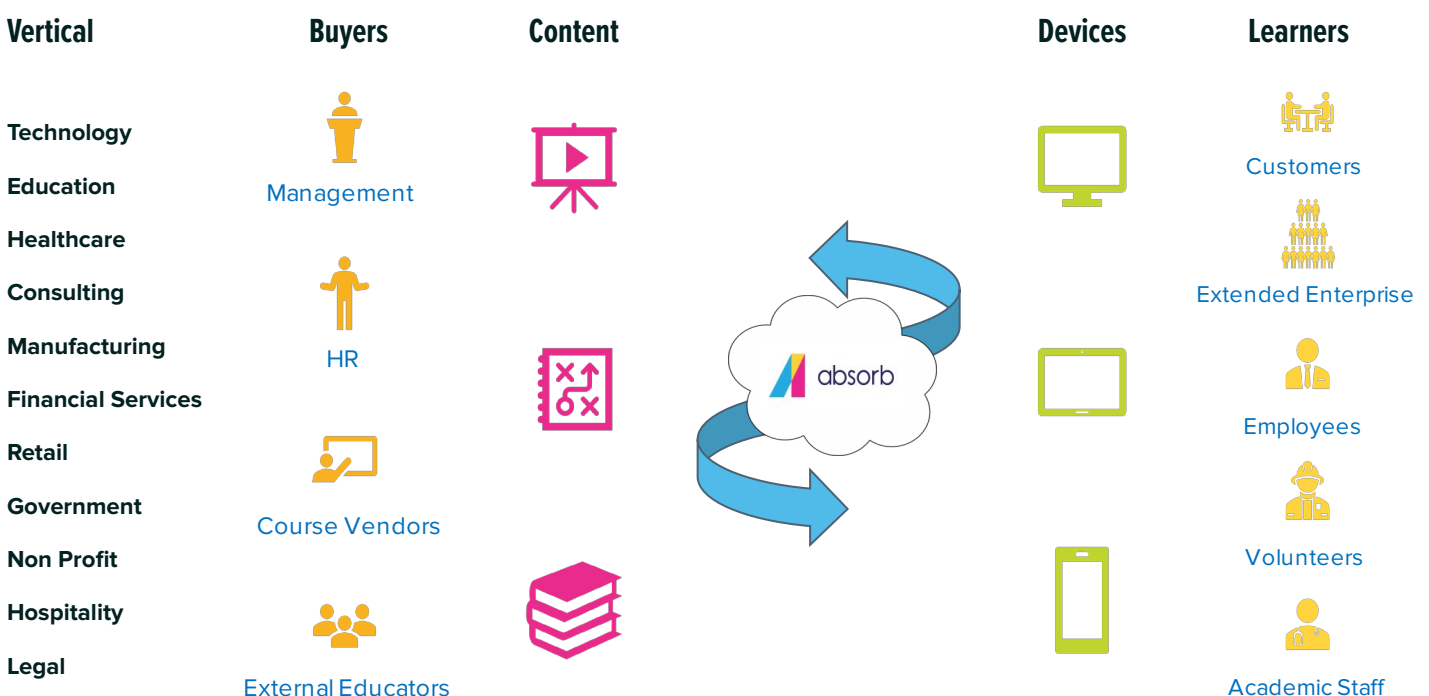 Vertical
Buyers
Content
Devices
Learners
Technology
Education
Healthcare
Consulting
Manufacturing
Financial Services
Retail
Government
Non Profit
Hospitality
Legal
Management
HR
Course Vendors
External Educators
absorb
Customers
Extended Enterprise
Employees
Volunteers
Academic Staff